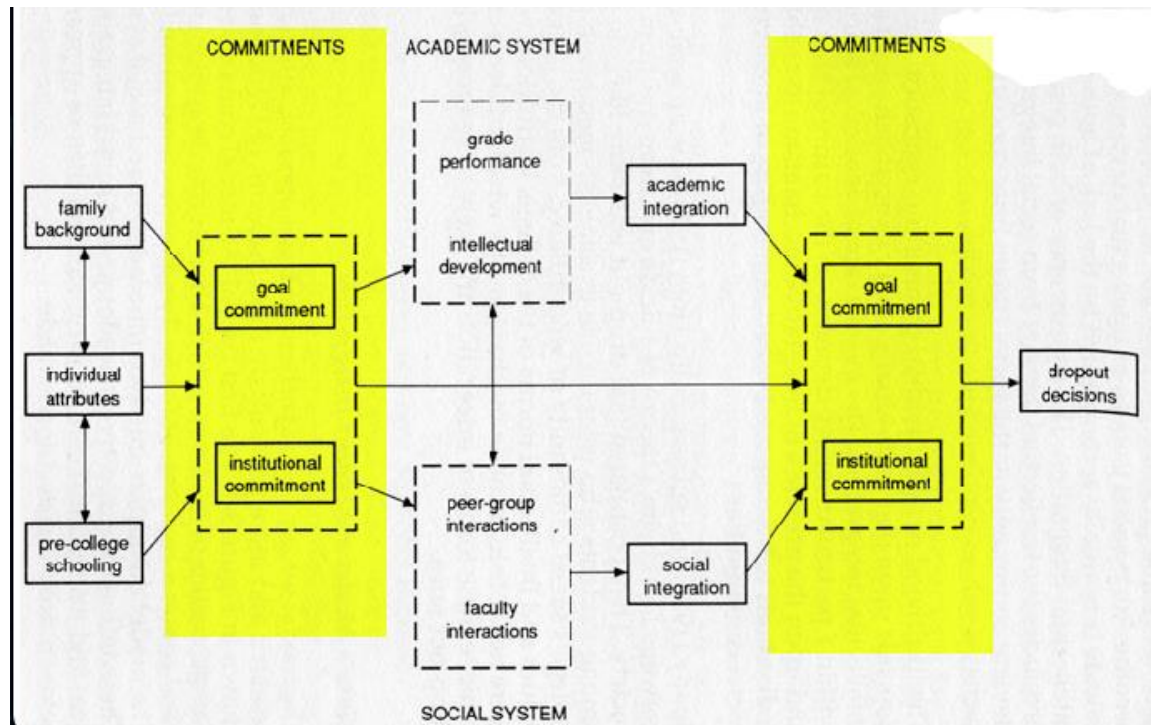 COMMITMENTS
ACADEMIC SYSTEM
COMMITMENTS
grade
performance
intellectual
development
family
background
individual
attributes
pre-college
schooling
goal
commitment
institutional
commitment
peer-group
interactions
faculty
interactions
SOCIAL SYSTEM
academic
integration
social
integration
goal
commitment
institutional
commitment
dropout
decisions